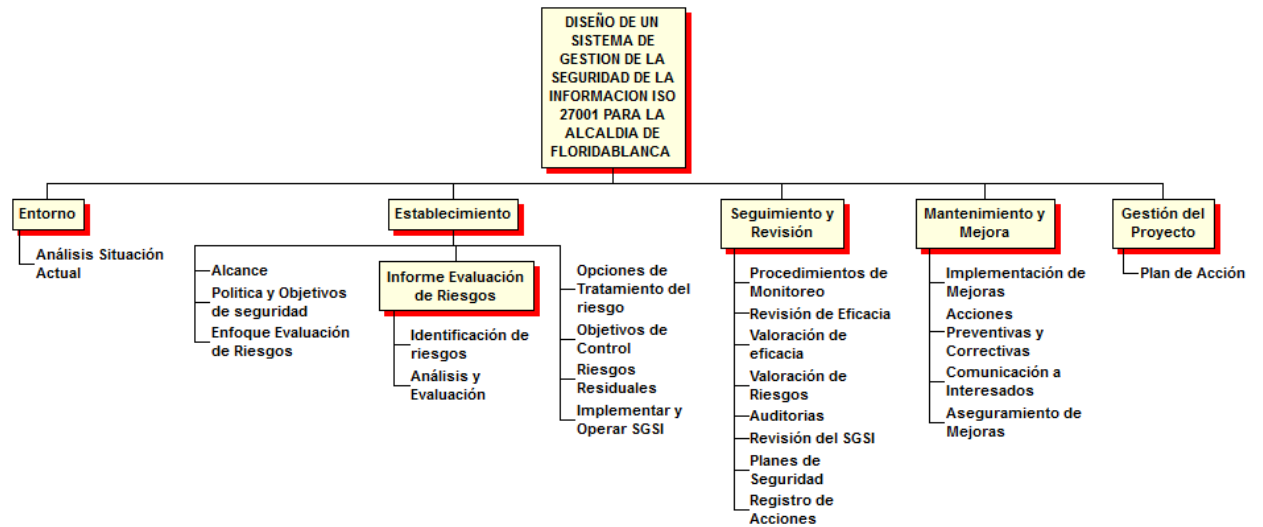 DISEÑO DE UN
SISTEMA DE
GESTION DE LA
SEGURIDAD DE LA
INFORMACION ISO
27001 PARA LA
ALCALDIA DE
FLORIDABLANCA
Entorno
Análisis Situación
Actual
Establecimiento
Alcance
Politica y Objetivos
de seguridad
Enfoque Evaluación
de Riesgos
Informe Evaluación
de Riesgos
Identificación de
riesgos
Análisis y
Evaluación
Opciones de
Tratamiento del
riesgo
Objetivos de
Control
Riesgos
Residuales
Implementar y
Operar SGSI
Seguimiento y
Revisión
Procedimientos de
Monitoreo
Revisión de Eficacia
Valoración de
eficacia
Valoración de
Riesgos
Auditorias
Revisión del SGSI
Planes de
Seguridad
Registro de
Acciones
Mantenimiento y
Mejora
Implementación de
Mejoras
Acciones
Preventivas y
Correctivas
Comunicación a
Interesados
Aseguramiento de
Mejoras
Gestión del
Proyecto
Plan de Acción